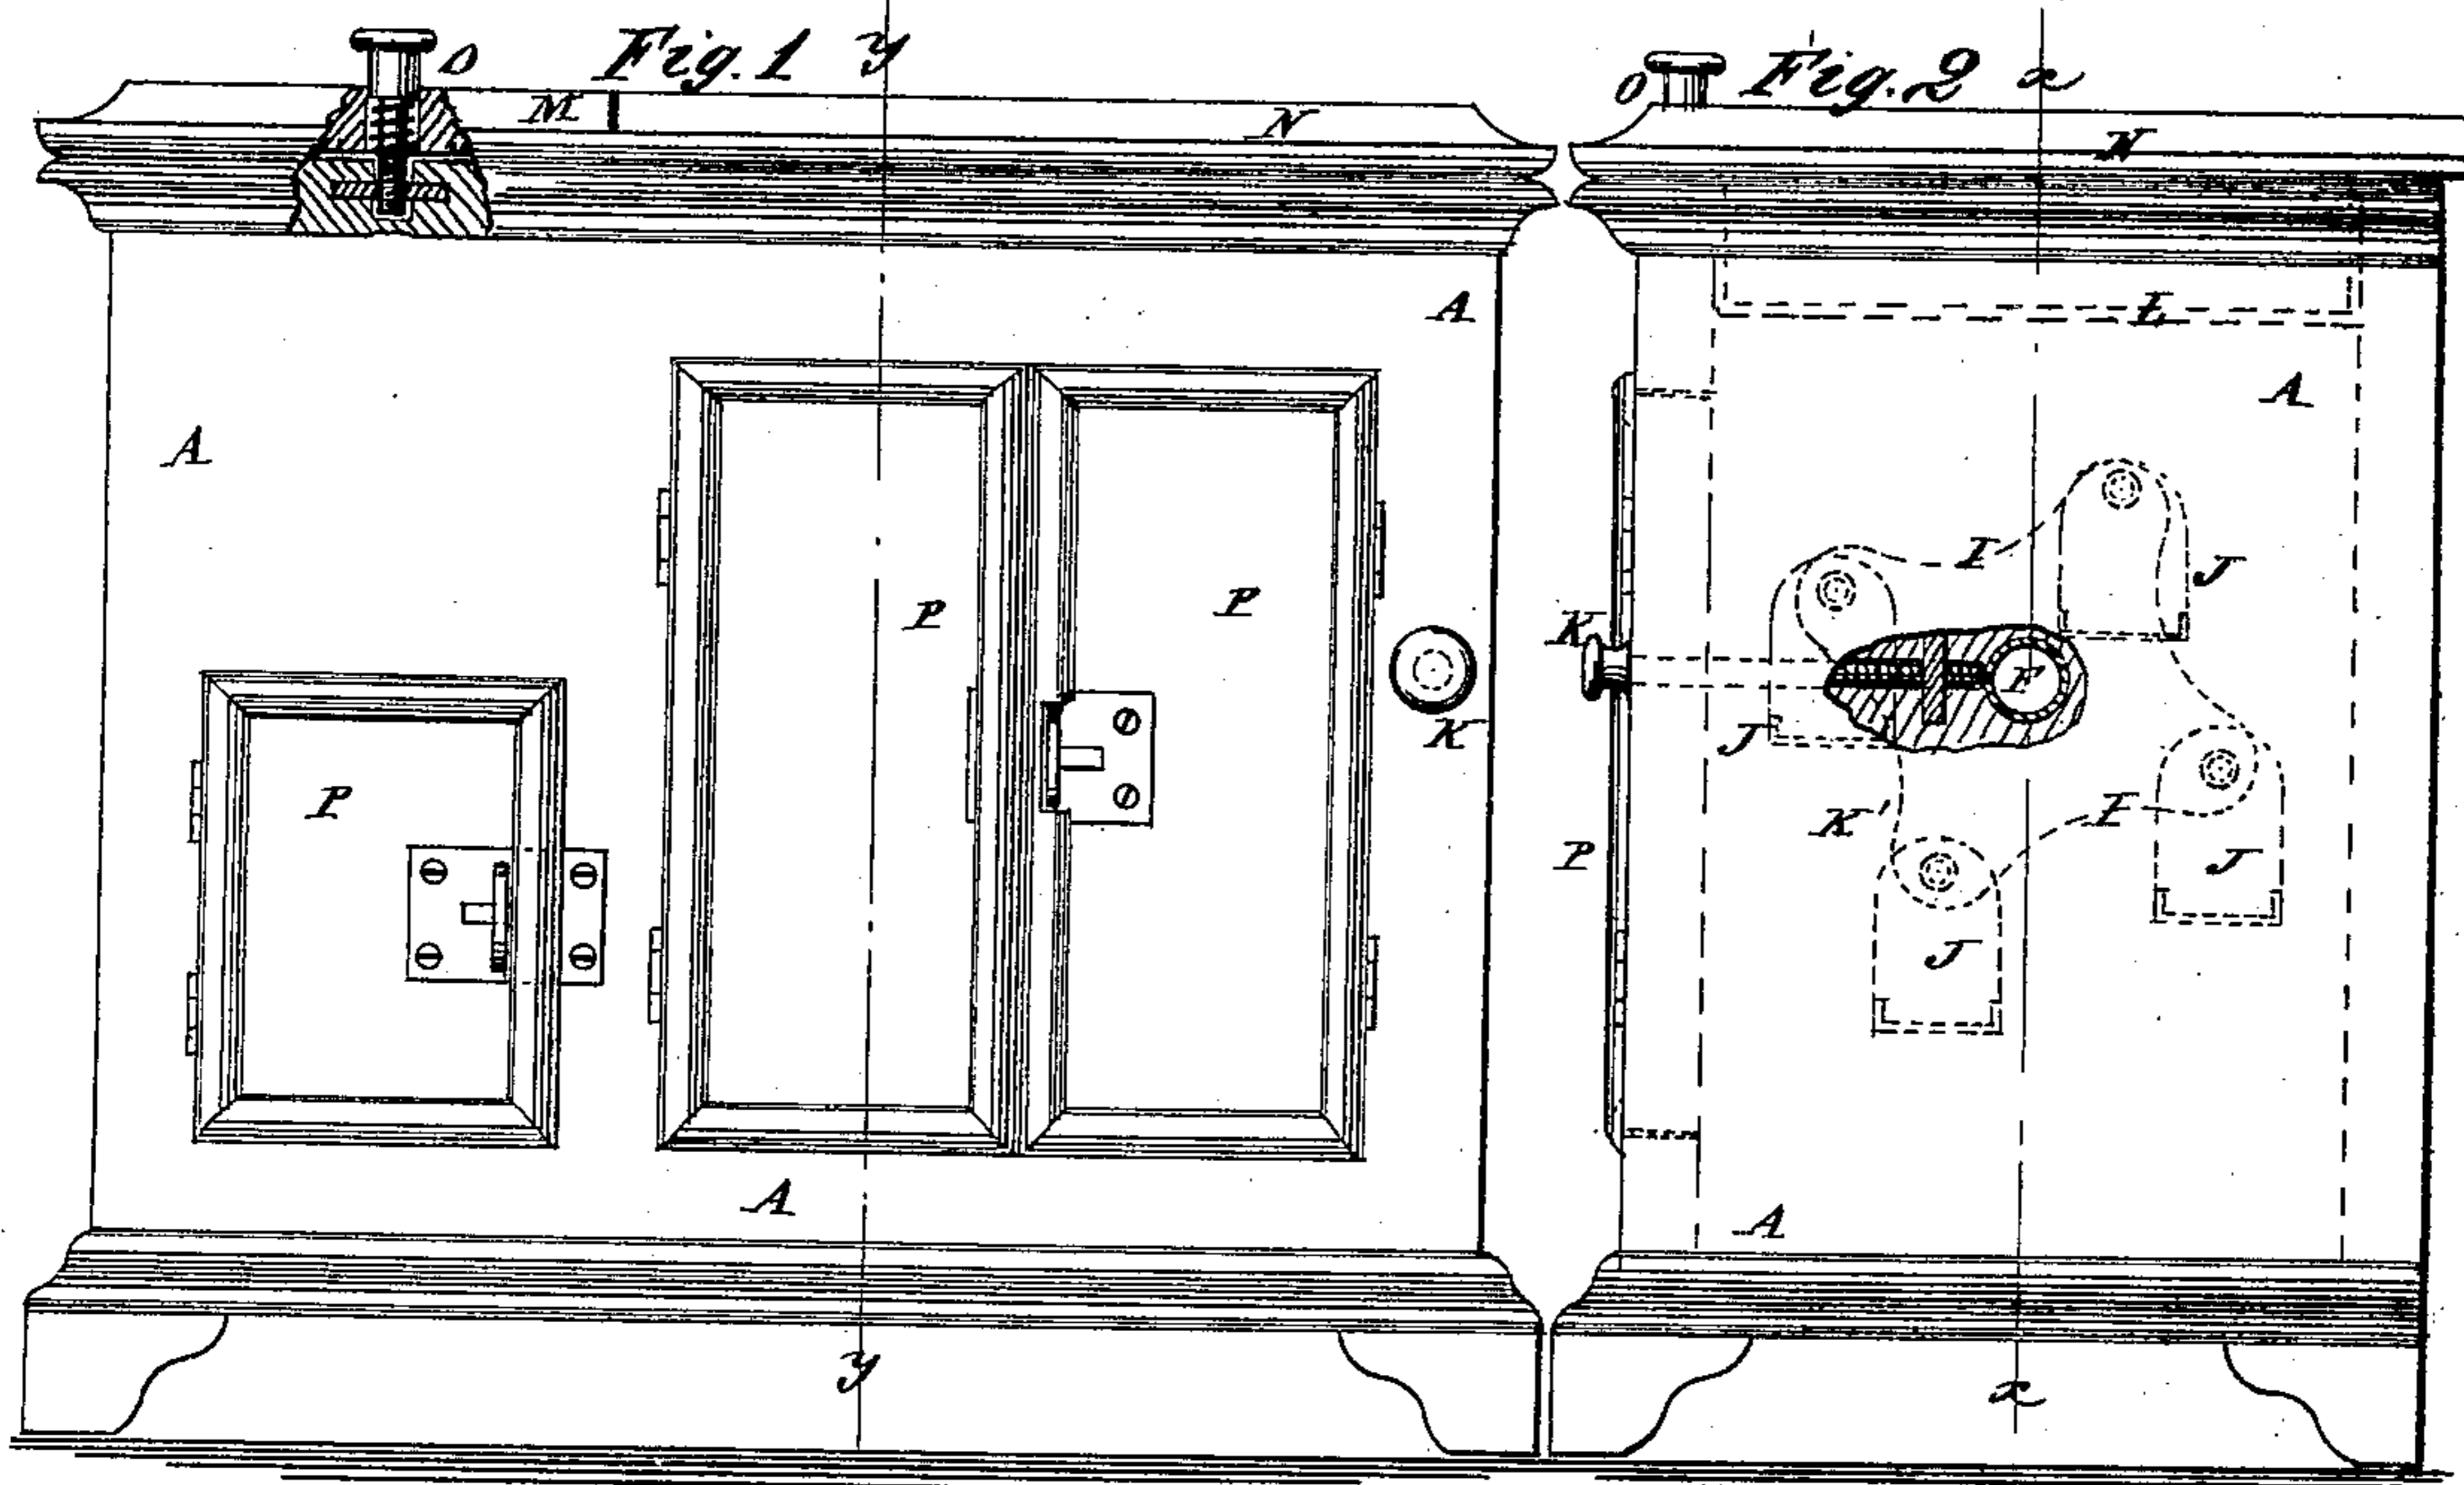 O Fig. 1 y O Fig. 2 x
M N N
A L
A A
I J
P P K F
K J
P K' I
P J
J
A A
y x